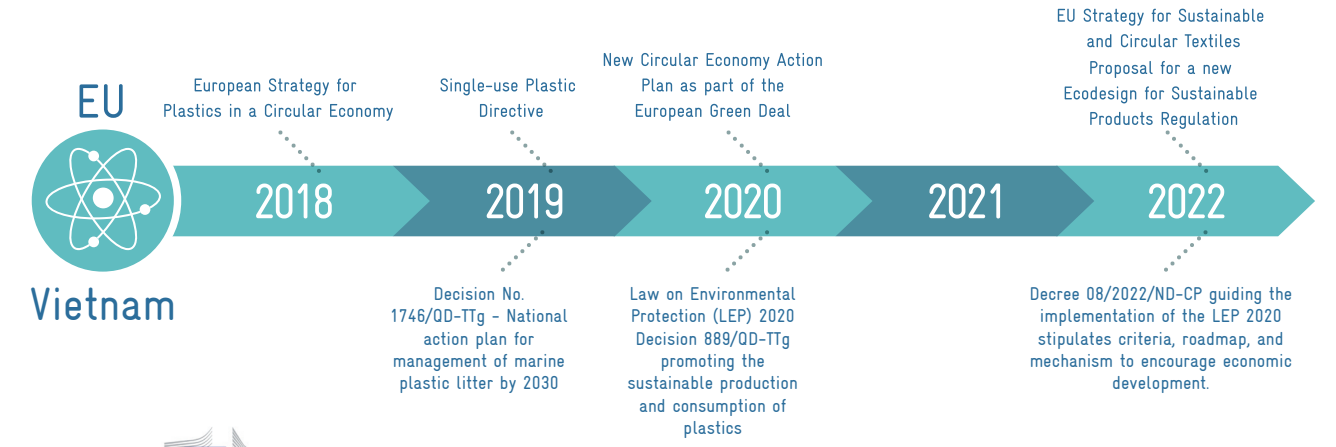 EU
European Strategy for
Plastics in a Circular Economy
Single-use Plastic
Directive
New Circular Economy Action
Plan as part of the
European Green Deal
EU Strategy for Sustainable
and Circular Textiles
Proposal for a new
Ecodesign for Sustainable
Products Regulation
2018
2019
2020
2021
2022
Vietnam
Decision No.
1746/QD-TTg - National
action plan for
management of marine
plastic litter by 2030
Law on Environmental
Protection (LEP) 2020
Decision 889/QD-TTg
promoting the
sustainable production
and consumption of
plastics
Decree 08/2022/ND-CP guiding the
implementation of the LEP 2020
stipulates criteria, roadmap, and
mechanism to encourage economic
development.